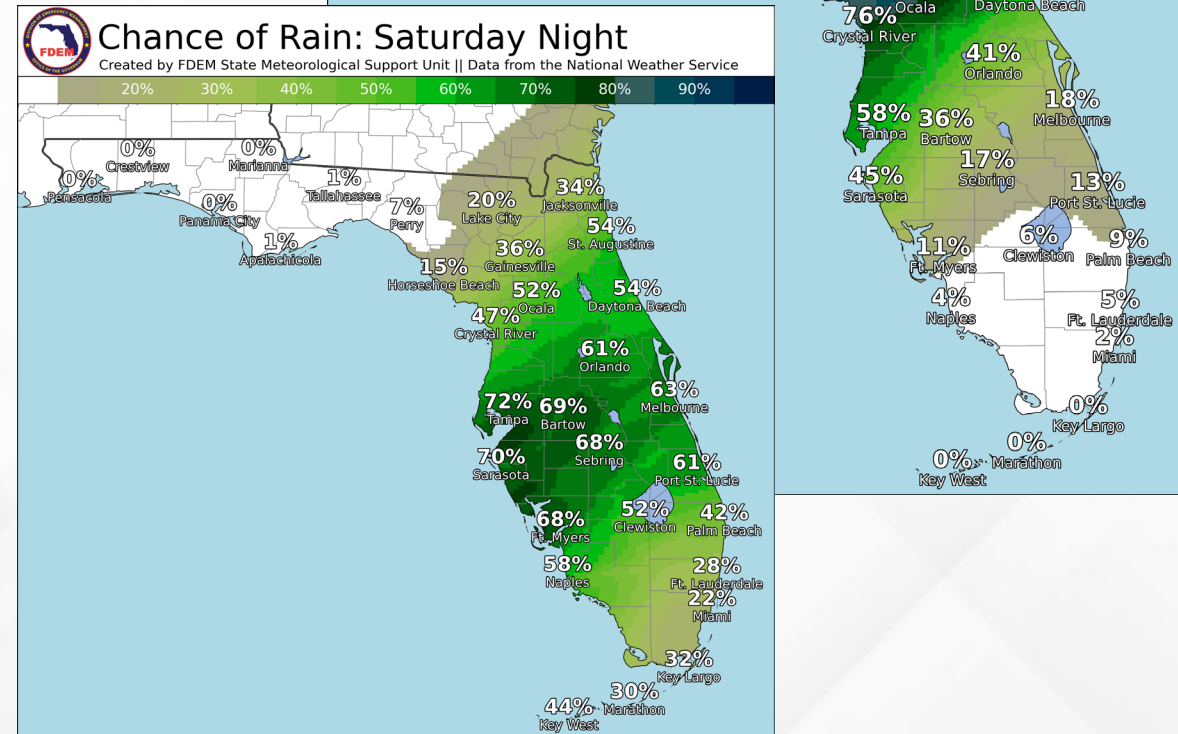 FDEM
Chance of Rain: Saturday Night
Created by FDEM State Meteorological Support Unit || Data from the National Weather Service
20% 30% 40% 50% 60% 70% 80% 90%
0%
Crestview
0%
Marianna
0%
Pensacola
1%
Tallahassee
0%
Panama City
7%
Perry
1%
Apalachicola
20%
Lake City
34%
Jacksonville
54%
St. Augustine
36%
Gainesville
15%
Horseshoe Beach
52%
Ocala
54%
Daytona Beach
47%
Crystal River
61%
Orlando
63%
Melbourne
72%
Tampa
69%
Bartow
68%
Sebring
70%
Sarasota
61%
Port St. Lucie
52%
Clewiston
42%
Palm Beach
68%
Ft. Myers
58%
Naples
28%
Ft. Lauderdale
22%
Miami
32%
Key Largo
30%
Marathon
44%
Key West
Ocala
Daytona Beach
76%
Crystal River
41%
Orlando
18%
Melbourne
58%
Tampa
36%
Bartow
17%
Sebring
45%
Sarasota
13%
Port St. Lucie
6%
Clewiston
9%
Palm Beach
11%
Ft. Myers
4%
Naples
5%
Ft. Lauderdale
2%
Miami
0%
Key Largo
0%
Marathon
0%
Key West